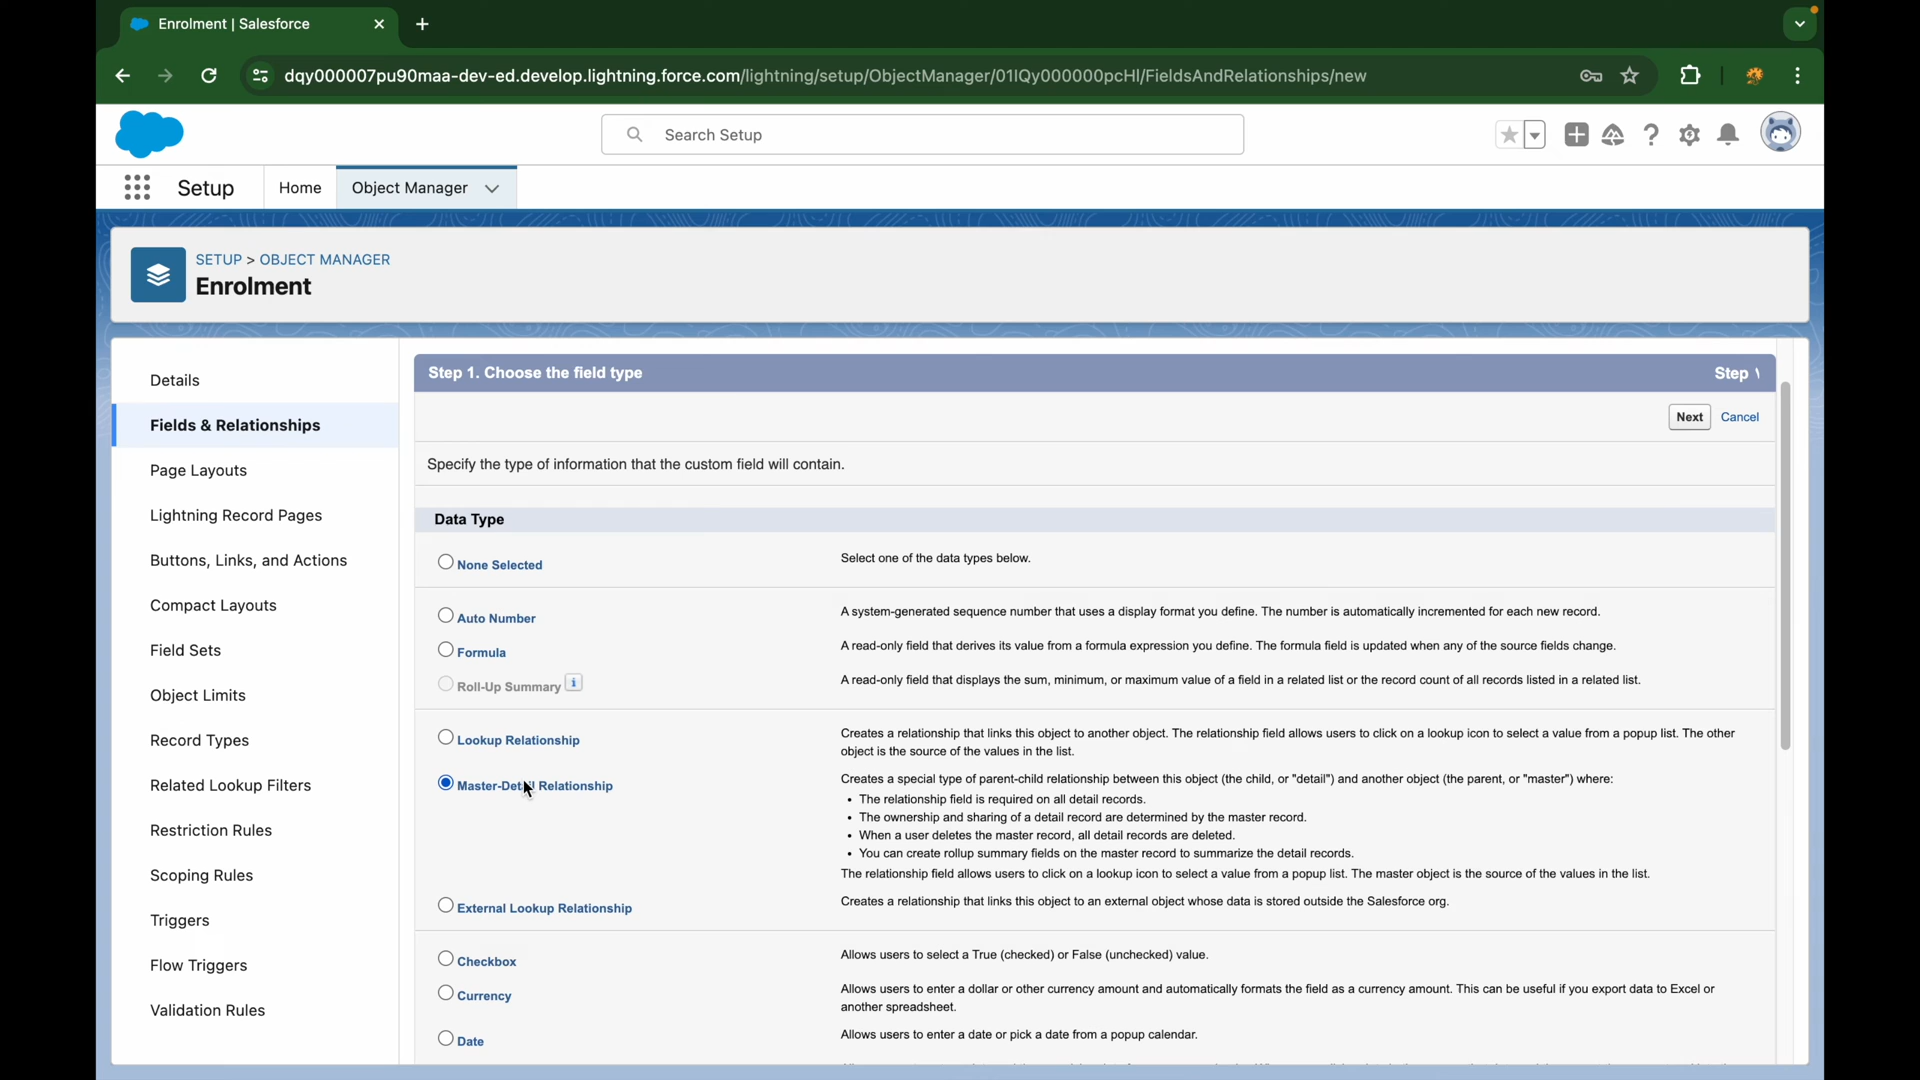 Enrolment | Salesforce
dqy000007pu90maa-dev-ed.develop.lightning.force.com/lightning/setup/ObjectManager/01IQy000000pcHl/FieldsAndRelationships/new
Search Setup
Setup
Home
Object Manager
SETUP > OBJECT MANAGER
Enrolment
Details
Fields & Relationships
Page Layouts
Lightning Record Pages
Buttons, Links, and Actions
Compact Layouts
Field Sets
Object Limits
Record Types
Related Lookup Filters
Restriction Rules
Scoping Rules
Triggers
Flow Triggers
Validation Rules
Step 1. Choose the field type
Step
Next
Cancel
Specify the type of information that the custom field will contain.
Data Type
None Selected
Select one of the data types below.
Auto Number
A system-generated sequence number that uses a display format you define. The number is automatically incremented for each new record.
Formula
A read-only field that derives its value from a formula expression you define. The formula field is updated when any of the source fields change.
Roll-Up Summary
A read-only field that displays the sum, minimum, or maximum value of a field in a related list or the record count of all records listed in a related list.
Lookup Relationship
Creates a relationship that links this object to another object. The relationship field allows users to click on a lookup icon to select a value from a popup list. The other
object is the source of the values in the list.
Master-Detail Relationship
Creates a special type of parent-child relationship between this object (the child, or "detail") and another object (the parent, or "master") where:
• The relationship field is required on all detail records.
• The ownership and sharing of a detail record are determined by the master record.
• When a user deletes the master record, all detail records are deleted.
• You can create rollup summary fields on the master record to summarize the detail records.
The relationship field allows users to click on a lookup icon to select a value from a popup list. The master object is the source of the values in the list.
External Lookup Relationship
Creates a relationship that links this object to an external object whose data is stored outside the Salesforce org.
Checkbox
Allows users to select a True (checked) or False (unchecked) value.
Currency
Allows users to enter a dollar or other currency amount and automatically formats the field as a currency amount. This can be useful if you export data to Excel or
another spreadsheet.
Date
Allows users to enter a date or pick a date from a popup calendar.